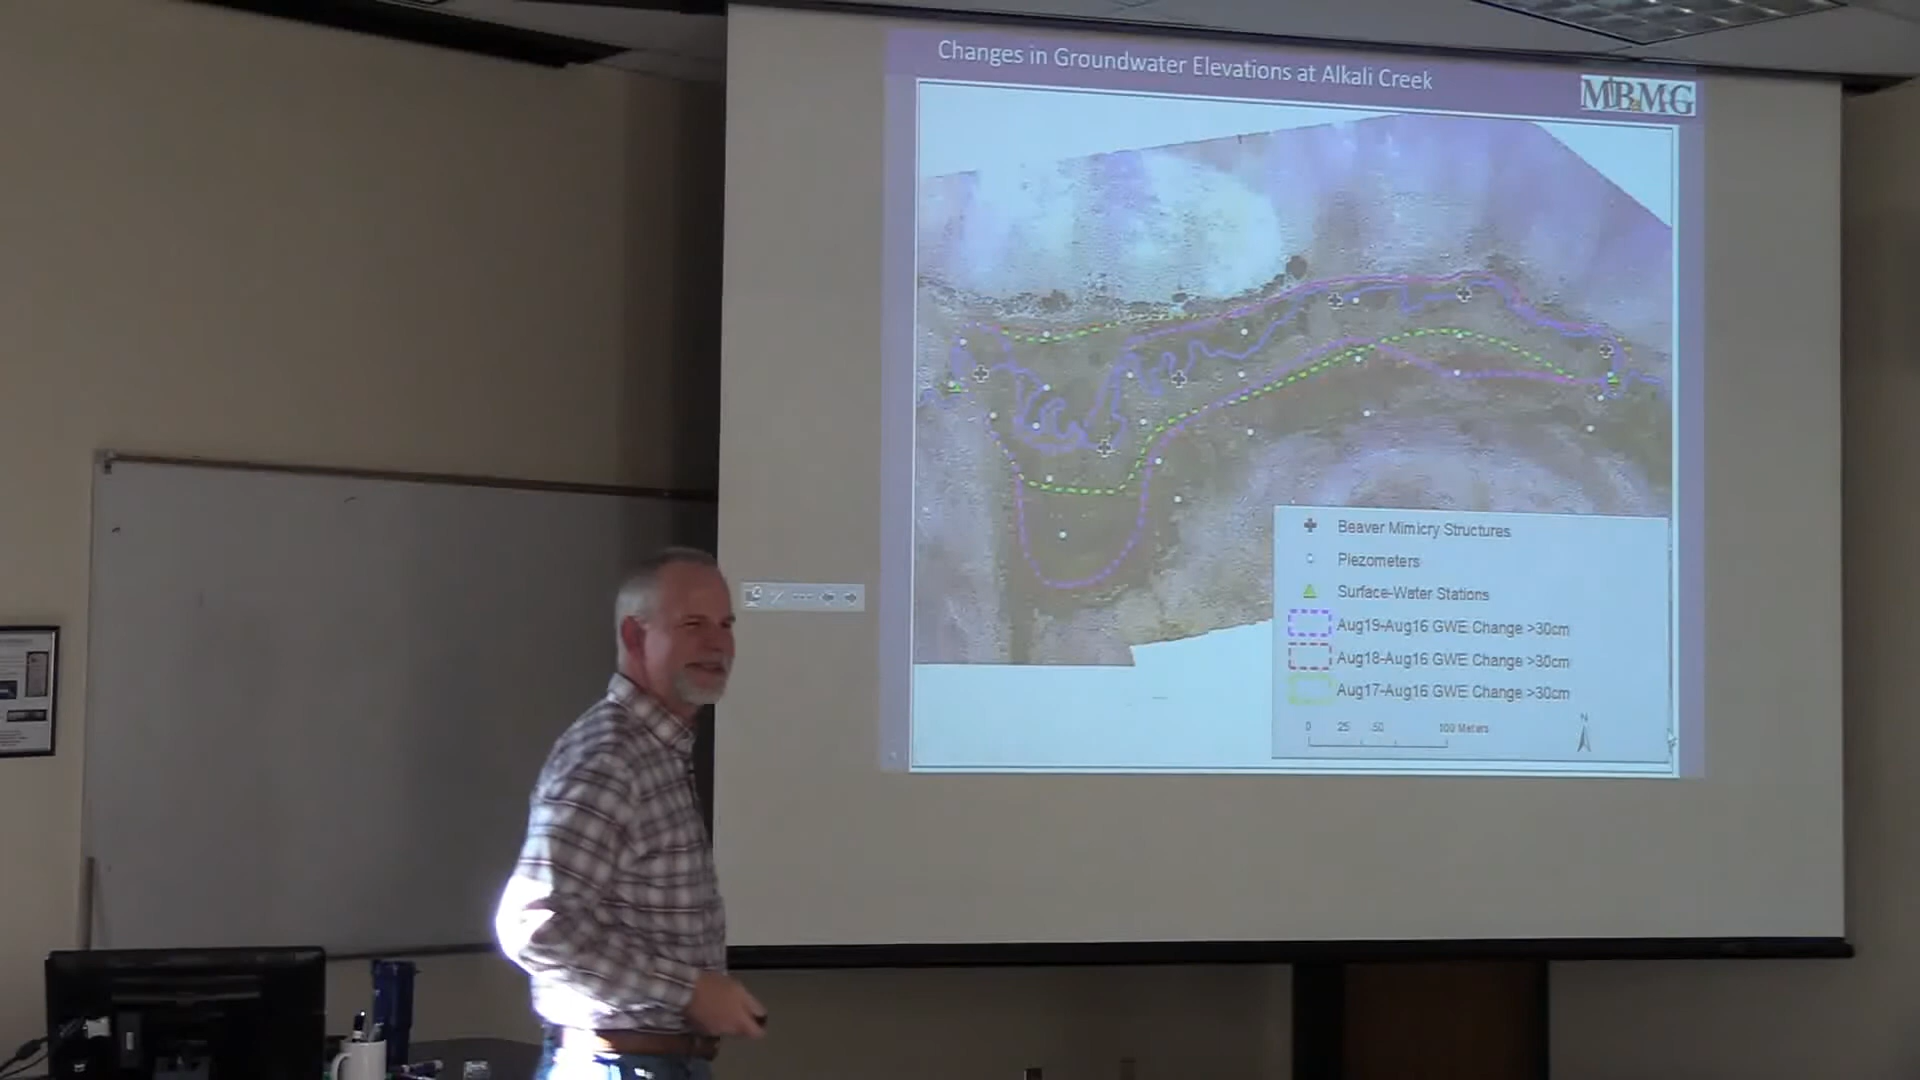 Changes in Groundwater Elevations at Alkali Creek
MBMG
Beaver Mimicry Structures
Piezometers
Surface-Water Stations
Aug19-Aug16 GWE Change >30cm
Aug18-Aug16 GWE Change >30cm
Aug17-Aug16 GWE Change >30cm
0 25 50 100 Meters
N